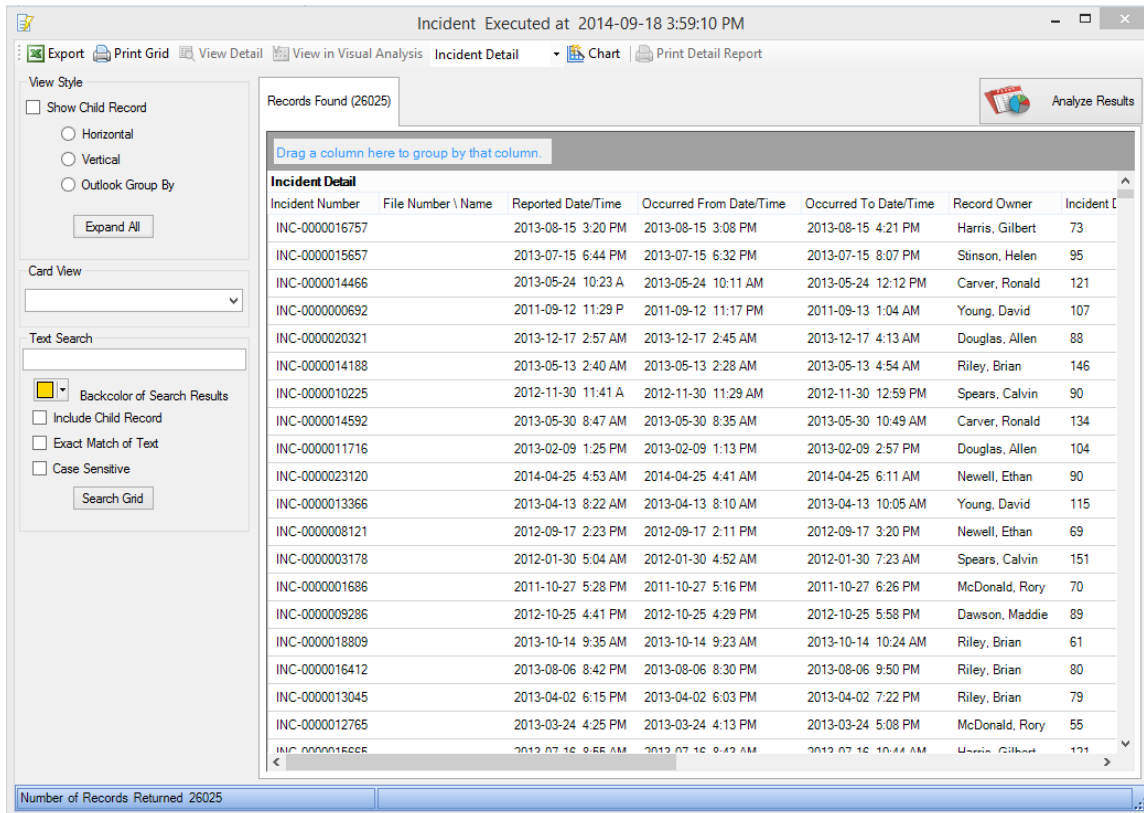 Incident Executed at 2014-09-18 3:59:10 PM
Export Print Grid View Detail View in Visual Analysis Incident Detail Chart Print Detail Report
View Style
Show Child Record
Horizontal
Vertical
Outlook Group By
Expand All
Card View
Text Search
Backcolor of Search Results
Include Child Record
Exact Match of Text
Case Sensitive
Search Grid
Records Found (26025)
Analyze Results
Drag a column here to group by that column.
Incident Detail
Incident Number File Number \ Name Reported Date/Time Occurred From Date/Time Occurred To Date/Time Record Owner Incident D
INC-0000016757 2013-08-15 3:20 PM 2013-08-15 3:08 PM 2013-08-15 4:21 PM Harris, Gilbert 73
INC-0000015657 2013-07-15 6:44 PM 2013-07-15 6:32 PM 2013-07-15 8:07 PM Stinson, Helen 95
INC-0000014466 2013-05-24 10:23 A 2013-05-24 10:11 AM 2013-05-24 12:12 PM Carver, Ronald 121
INC-0000000692 2011-09-12 11:29 P 2011-09-12 11:17 PM 2011-09-13 1:04 AM Young, David 107
INC-0000020321 2013-12-17 2:57 AM 2013-12-17 2:45 AM 2013-12-17 4:13 AM Douglas, Allen 88
INC-0000014188 2013-05-13 2:40 AM 2013-05-13 2:28 AM 2013-05-13 4:54 AM Riley, Brian 146
INC-0000010225 2012-11-30 11:41 A 2012-11-30 11:29 AM 2012-11-30 12:59 PM Spears, Calvin 90
INC-0000014592 2013-05-30 8:47 AM 2013-05-30 8:35 AM 2013-05-30 10:49 AM Carver, Ronald 134
INC-0000011716 2013-02-09 1:25 PM 2013-02-09 1:13 PM 2013-02-09 2:57 PM Douglas, Allen 104
INC-0000023120 2014-04-25 4:53 AM 2014-04-25 4:41 AM 2014-04-25 6:11 AM Newell, Ethan 90
INC-0000013366 2013-04-13 8:22 AM 2013-04-13 8:10 AM 2013-04-13 10:05 AM Young, David 115
INC-0000008121 2012-09-17 2:23 PM 2012-09-17 2:11 PM 2012-09-17 3:20 PM Newell, Ethan 69
INC-0000003178 2012-01-30 5:04 AM 2012-01-30 4:52 AM 2012-01-30 7:23 AM Spears, Calvin 151
INC-0000001686 2011-10-27 5:28 PM 2011-10-27 5:16 PM 2011-10-27 6:26 PM McDonald, Rory 70
INC-0000009286 2012-10-25 4:41 PM 2012-10-25 4:29 PM 2012-10-25 5:58 PM Dawson, Maddie 89
INC-0000018809 2013-10-14 9:35 AM 2013-10-14 9:23 AM 2013-10-14 10:24 AM Riley, Brian 61
INC-0000016412 2013-08-06 8:42 PM 2013-08-06 8:30 PM 2013-08-06 9:50 PM Riley, Brian 80
INC-0000013045 2013-04-02 6:15 PM 2013-04-02 6:03 PM 2013-04-02 7:22 PM Riley, Brian 79
INC-0000012765 2013-03-24 4:25 PM 2013-03-24 4:13 PM 2013-03-24 5:08 PM McDonald, Rory 55
INC-0000015665 2013-07-16 8:55 AM 2013-07-16 8:43 AM 2013-07-16 10:44 AM Harris, Gilbert 121
Number of Records Returned 26025